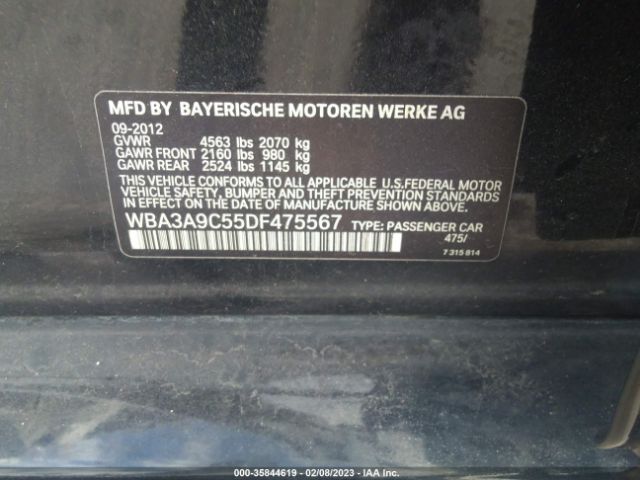 MFD BY BAYERISCHE MOTOREN WERKE AG
09-2012
GVWR 4563 lbs 2070 kg
GAWR FRONT 2160 lbs 980 kg
GAWR REAR 2524 lbs 1145 kg
THIS VEHICLE CONFORMS TO ALL APPLICABLE U.S.FEDERAL MOTOR
VEHICLE SAFETY, BUMPER AND THEFT PREVENTION STANDARDS
IN EFFECT ON THE DATE OF MANUFACTURE SHOWN ABOVE.
WBA3A9C55DF475567 TYPE: PASSENGER CAR
475/
7 315 814
000-35844619 - 02/08/2023 - IAA Inc.